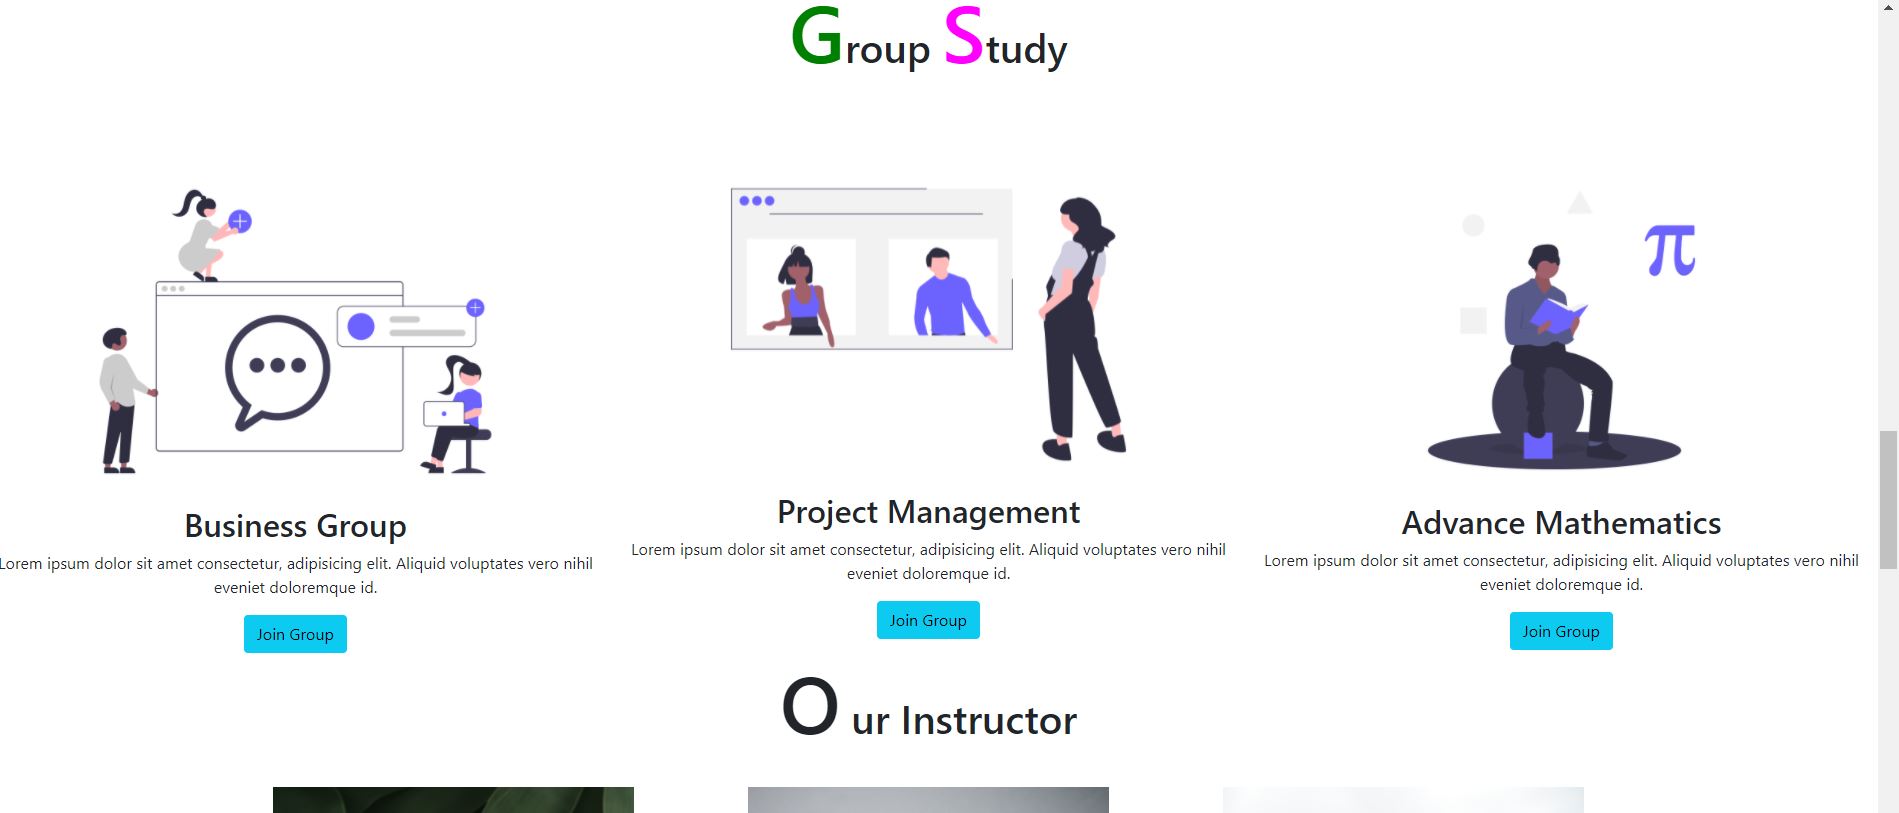 Group Study
π
Business Group
Lorem ipsum dolor sit amet consectetur, adipisicing elit. Aliquid voluptates vero nihil
eveniet doloremque id.
Join Group
Project Management
Lorem ipsum dolor sit amet consectetur, adipisicing elit. Aliquid voluptates vero nihil
eveniet doloremque id.
Join Group
Advance Mathematics
Lorem ipsum dolor sit amet consectetur, adipisicing elit. Aliquid voluptates vero nihil
eveniet doloremque id.
Join Group
O ur Instructor